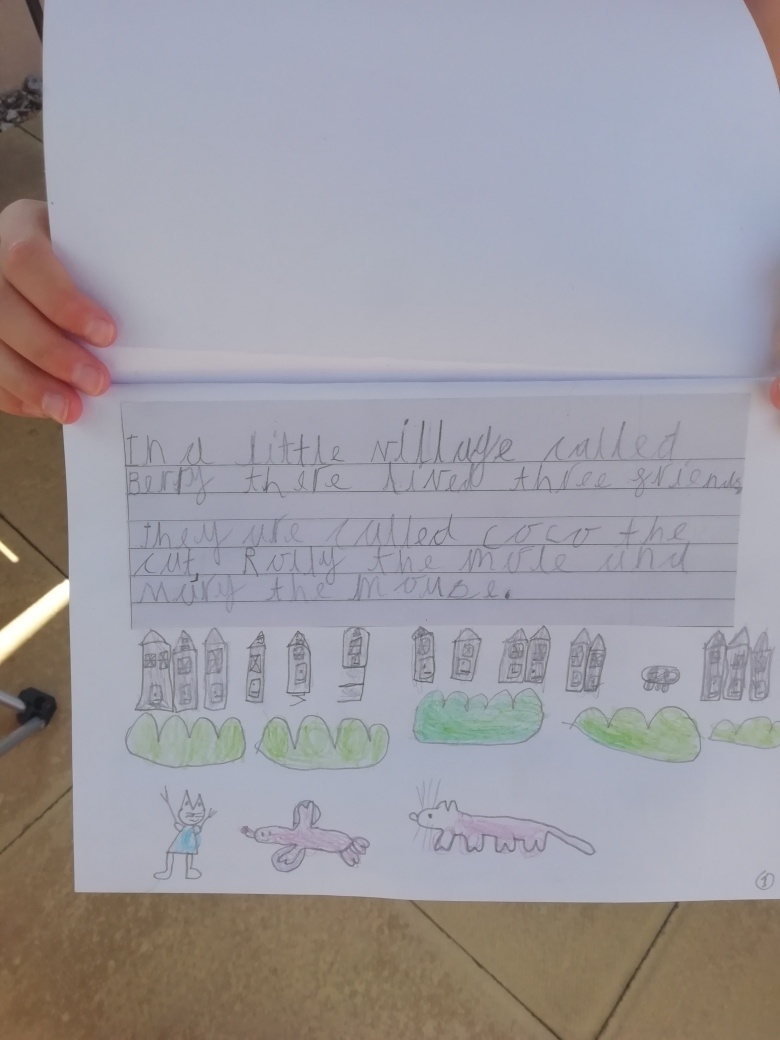 In a little village called
Berry there lived three friends
they are called coco the
cat, Rolly the mole and
mary the mouse.
1